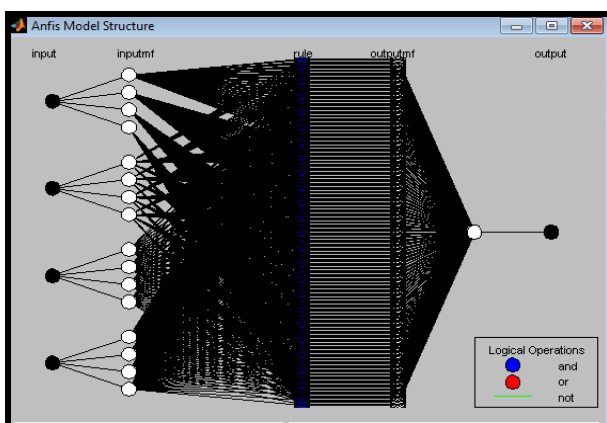 Anfis Model Structure
input inputmf rule outputmf output
Logical Operations
and
or
not